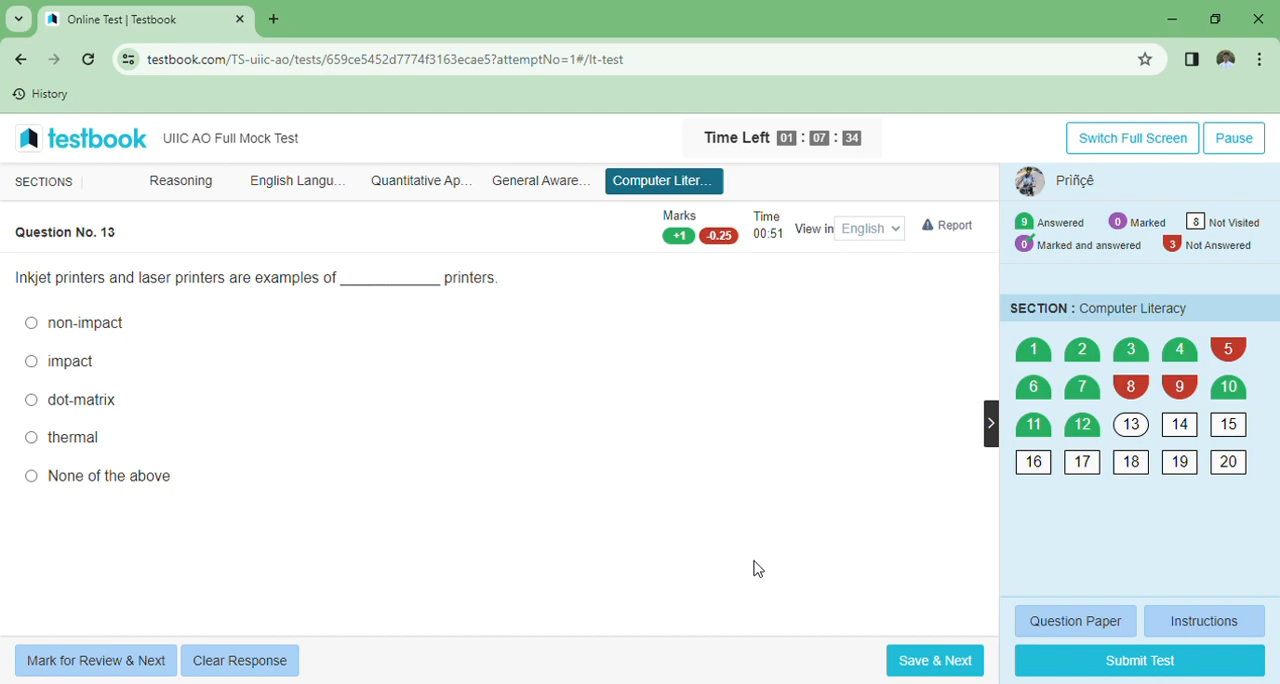 Online Test | Testbook
testbook.com/TS-uiic-ao/tests/659ce5452d7774f3163ecae5?attemptNo=1#/lt-test
History
testbook UIIC AO Full Mock Test Time Left 01 : 07 : 34 Switch Full Screen Pause
SECTIONS Reasoning English Langu... Quantitative Ap... General Aware... Computer Liter... Priñçê
Question No. 13 Marks +1 -0.25 Time 00:51 View in English Report
9 Answered 0 Marked 8 Not Visited
0 Marked and answered 3 Not Answered
Inkjet printers and laser printers are examples of ____________ printers.
non-impact
impact
dot-matrix
thermal
None of the above
SECTION : Computer Literacy
1 2 3 4 5
6 7 8 9 10
11 12 13 14 15
16 17 18 19 20
Question Paper Instructions
Mark for Review & Next Clear Response Save & Next Submit Test